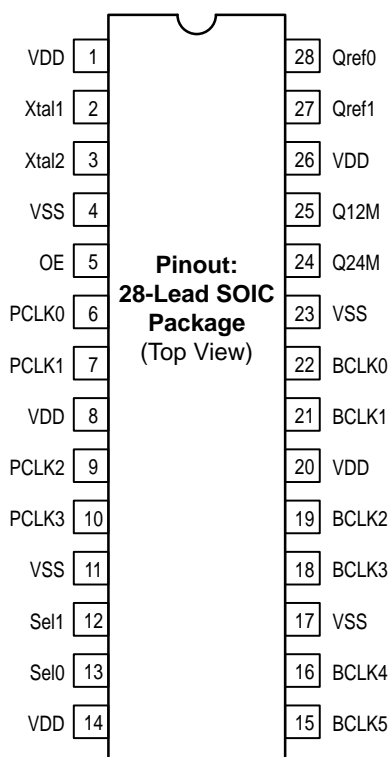 VDD 1 28 Qref0
Xtal1 2 27 Qref1
Xtal2 3 26 VDD
VSS 4 25 Q12M
OE 5 24 Q24M
Pinout:
28-Lead SOIC
Package
(Top View)
PCLK0 6 23 VSS
PCLK1 7 22 BCLK0
VDD 8 21 BCLK1
PCLK2 9 20 VDD
PCLK3 10 19 BCLK2
VSS 11 18 BCLK3
Sel1 12 17 VSS
Sel0 13 16 BCLK4
VDD 14 15 BCLK5